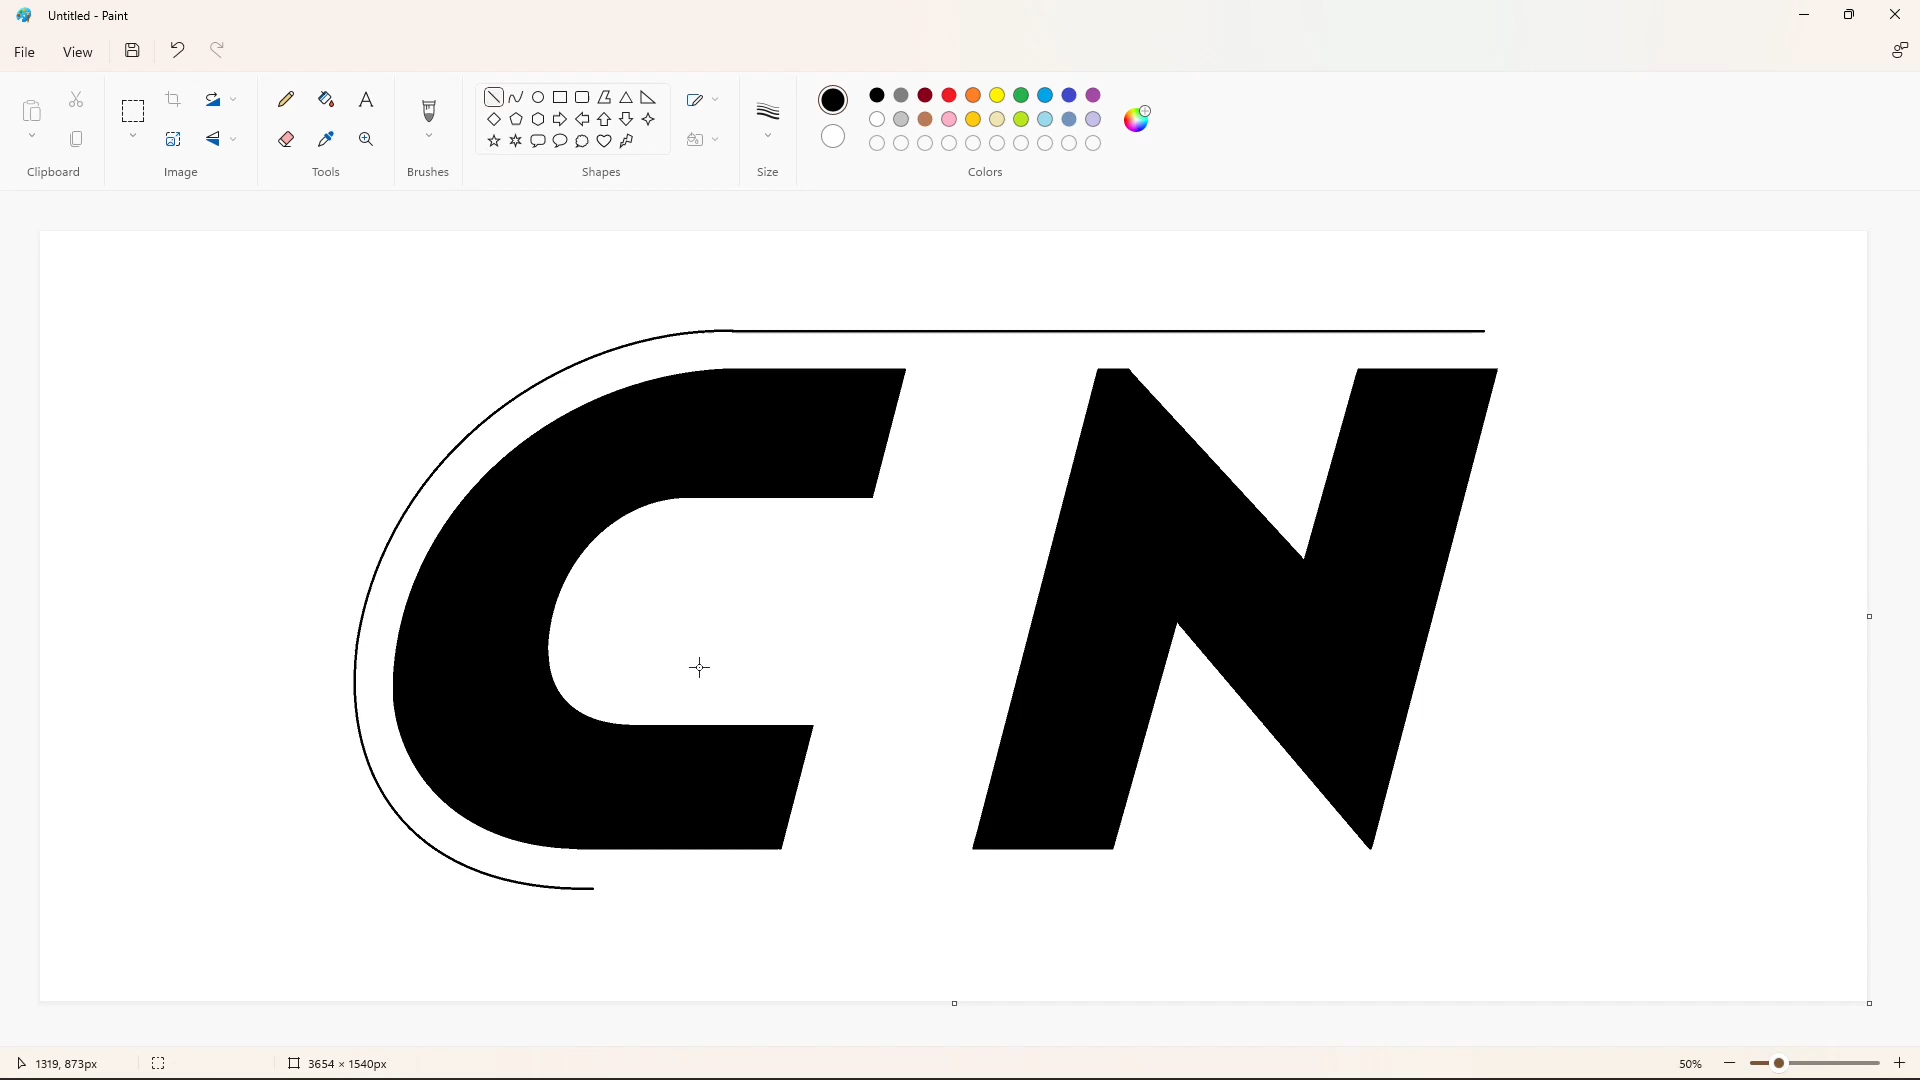 Untitled - Paint
File View
Clipboard Image Tools Brushes Shapes Size Colors
CN
1319, 873px 3654 × 1540px 50%